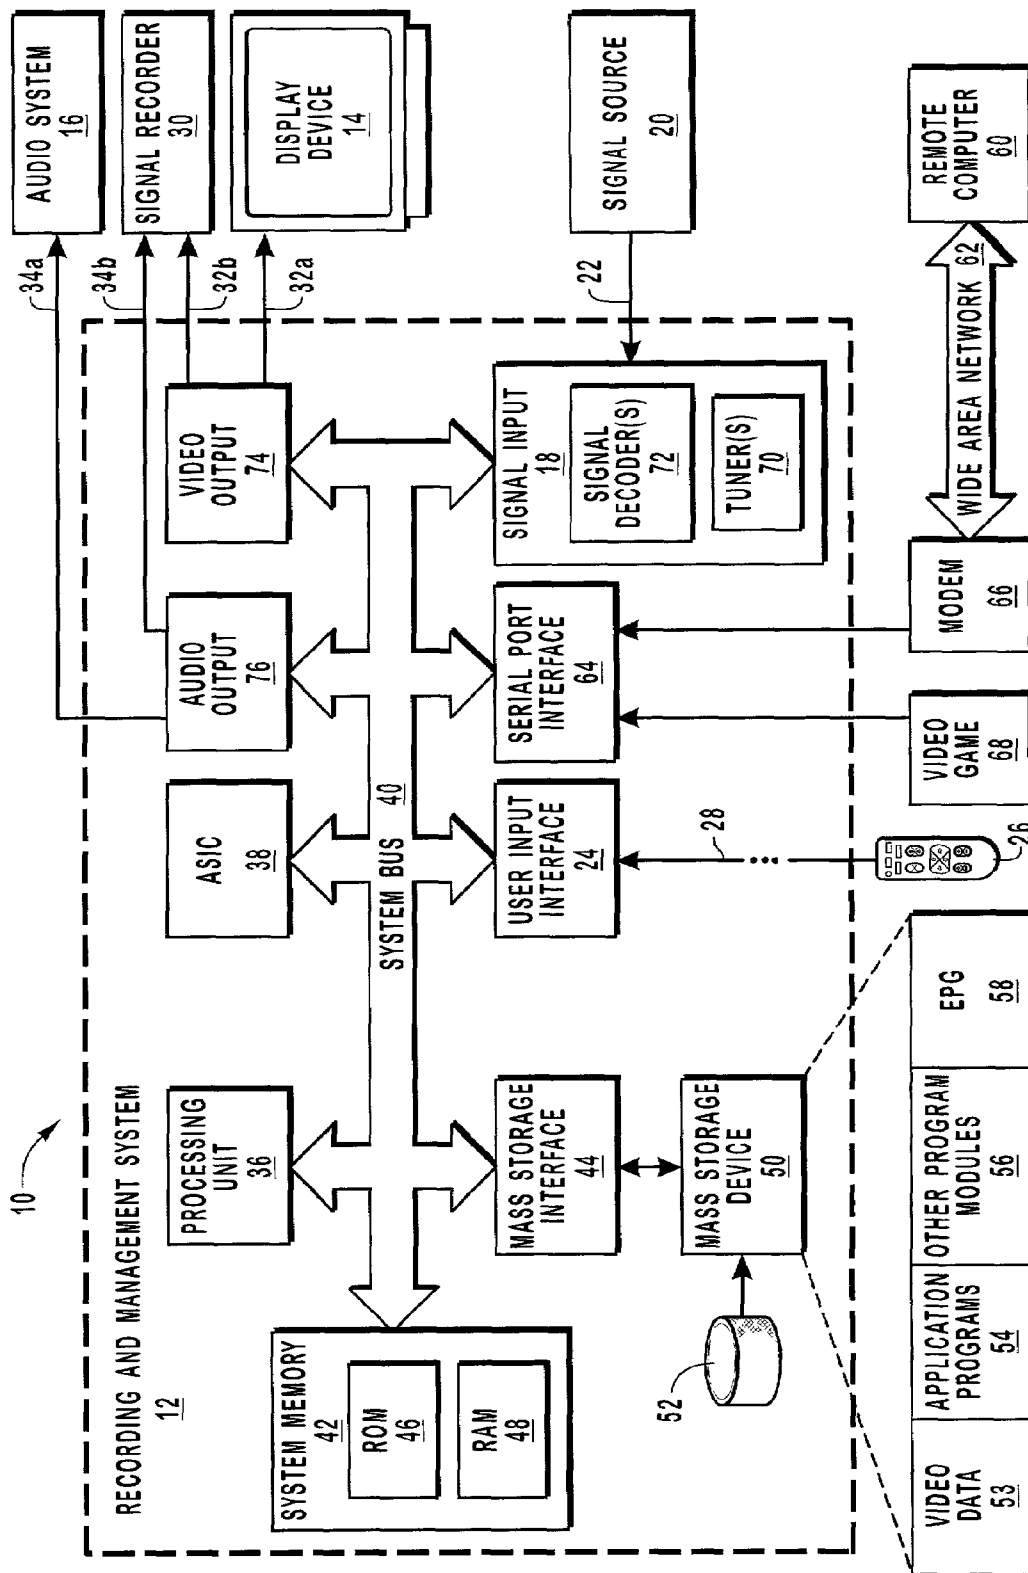 10
RECORDING AND MANAGEMENT SYSTEM
12
SYSTEM MEMORY
42
ROM
46
RAM
48
PROCESSING
UNIT
36
ASIC
38
AUDIO
OUTPUT
76
VIDEO
OUTPUT
74
34a
34b
32b
32a
AUDIO SYSTEM
16
SIGNAL RECORDER
30
DISPLAY
DEVICE
14
SYSTEM BUS
40
MASS STORAGE
INTERFACE
44
USER INPUT
INTERFACE
24
SERIAL PORT
INTERFACE
64
SIGNAL INPUT
18
SIGNAL
DECODER(S)
72
TUNER(S)
70
22
SIGNAL SOURCE
20
52
MASS STORAGE
DEVICE
50
28
26
VIDEO
DATA
53
APPLICATION
PROGRAMS
54
OTHER PROGRAM
MODULES
56
EPG
58
VIDEO
GAME
68
MODEM
66
WIDE AREA NETWORK 62
REMOTE
COMPUTER
60